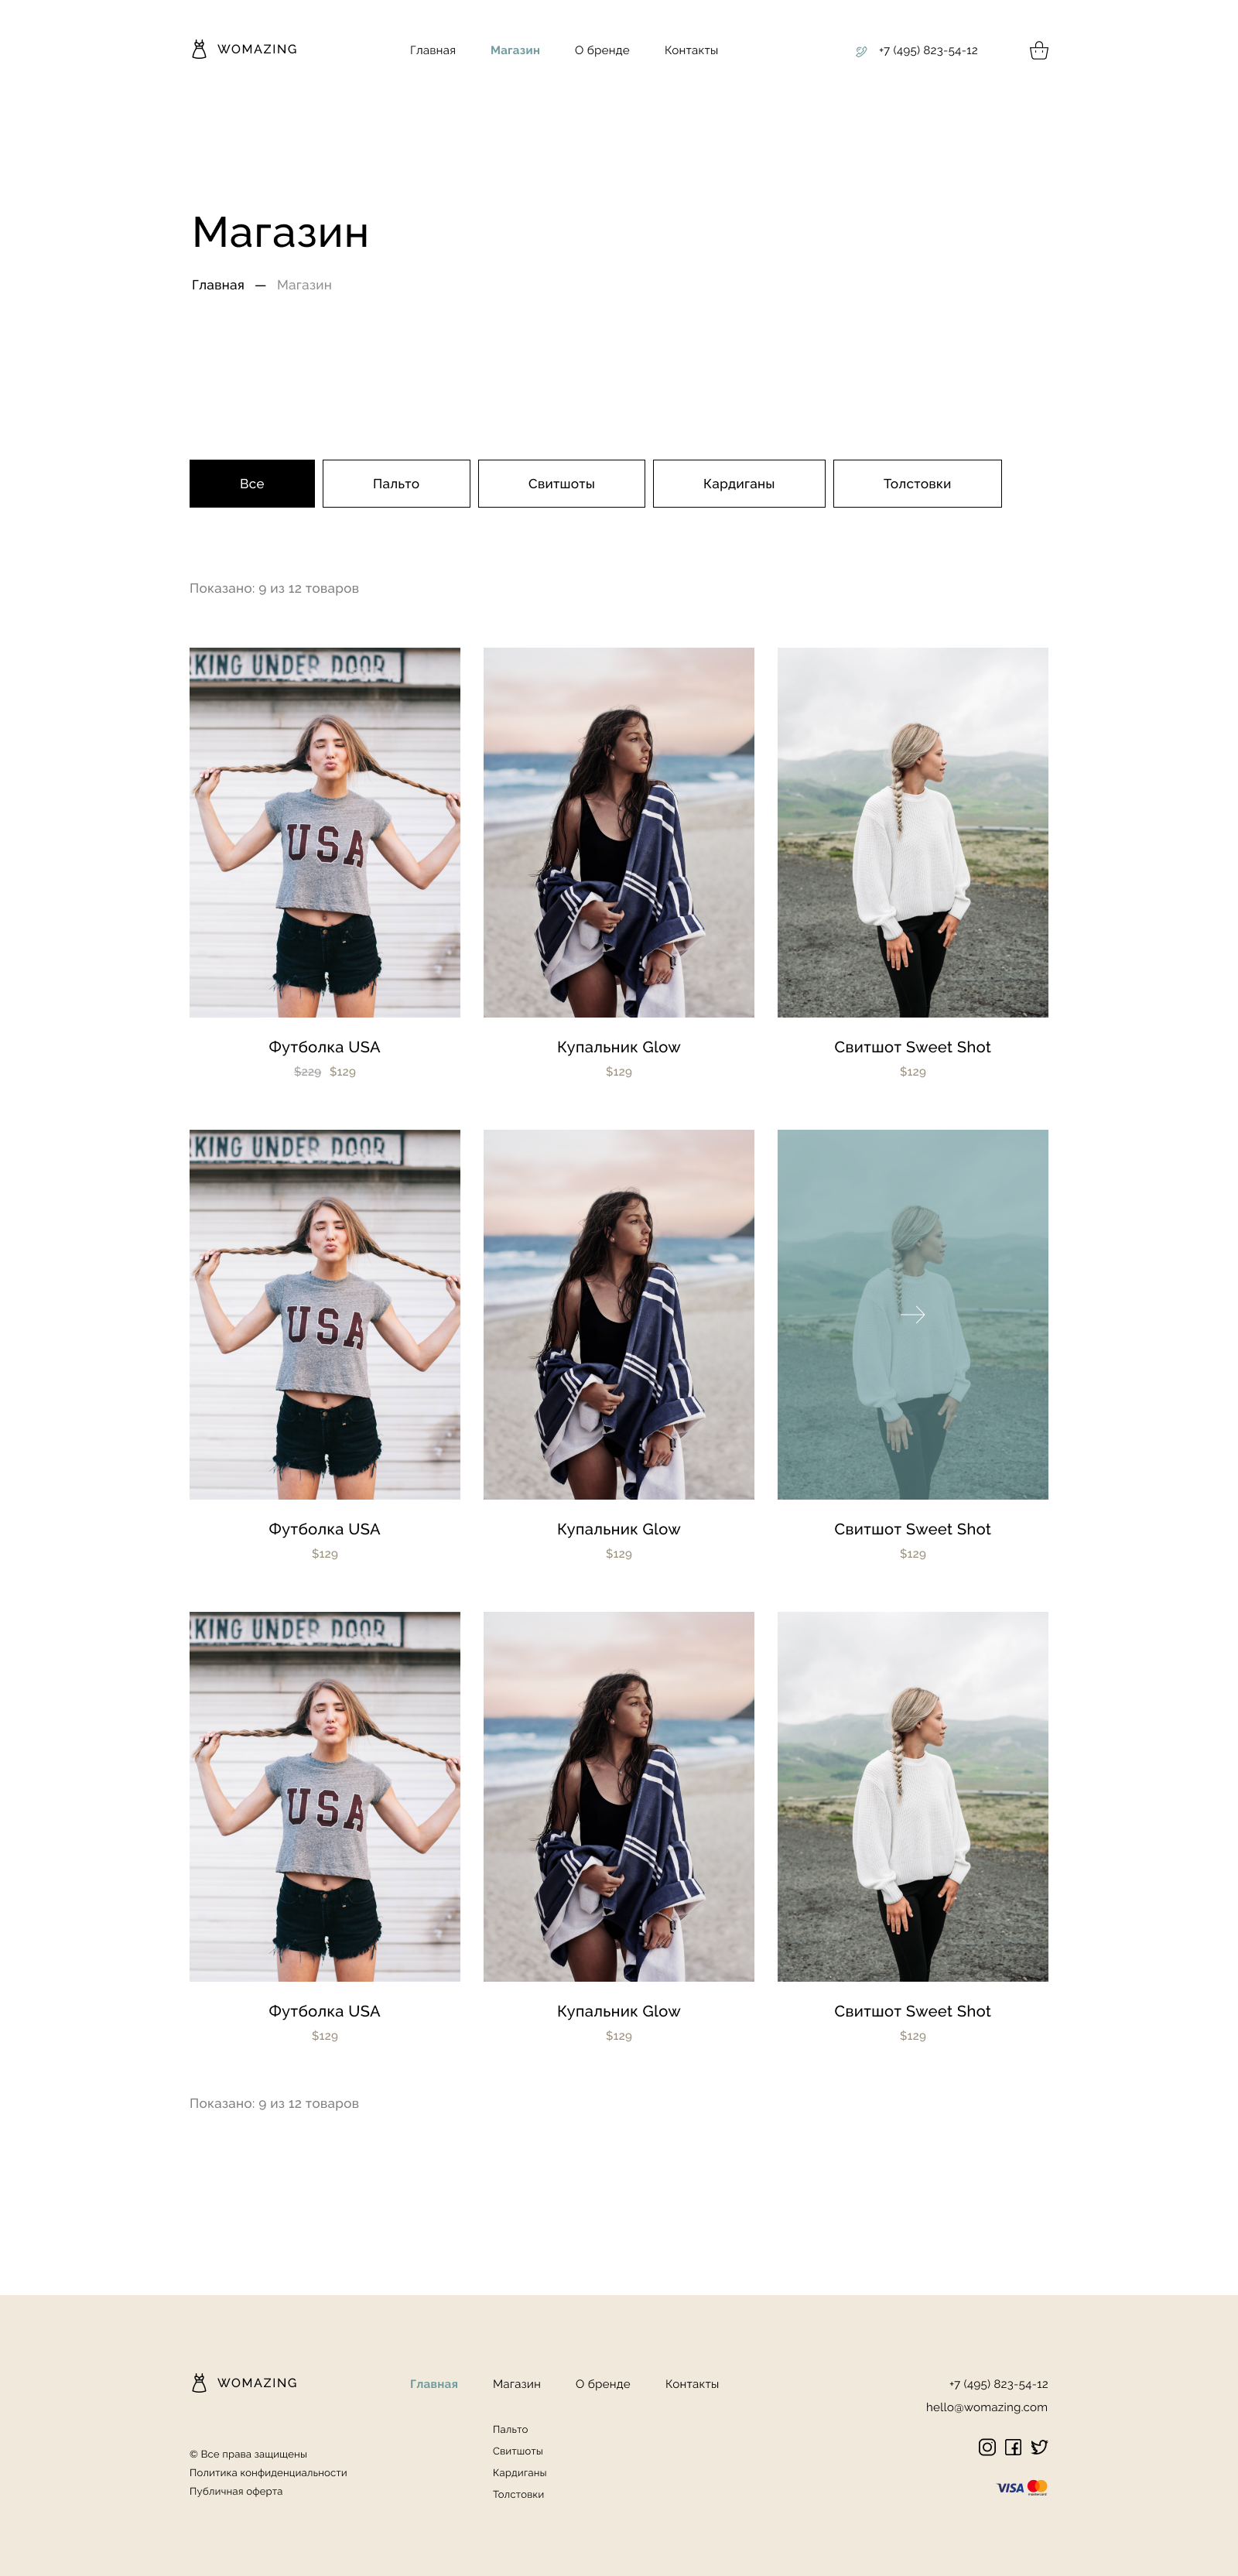 WOMAZING Главная Магазин О бренде Контакты +7 (495) 823-54-12
Магазин
Главная — Магазин
Все Пальто Свитшоты Кардиганы Толстовки
Показано: 9 из 12 товаров
KING UNDER DOOR
USA
Футболка USA Купальник Glow Свитшот Sweet Shot
$229 $129 $129 $129
KING UNDER DOOR
USA
Футболка USA Купальник Glow Свитшот Sweet Shot
$129 $129 $129
KING UNDER DOOR
USA
Футболка USA Купальник Glow Свитшот Sweet Shot
$129 $129 $129
Показано: 9 из 12 товаров
WOMAZING Главная Магазин О бренде Контакты +7 (495) 823-54-12
hello@womazing.com
Пальто
Свитшоты
Кардиганы
Толстовки
© Все права защищены
Политика конфиденциальности
Публичная оферта
VISA mastercard